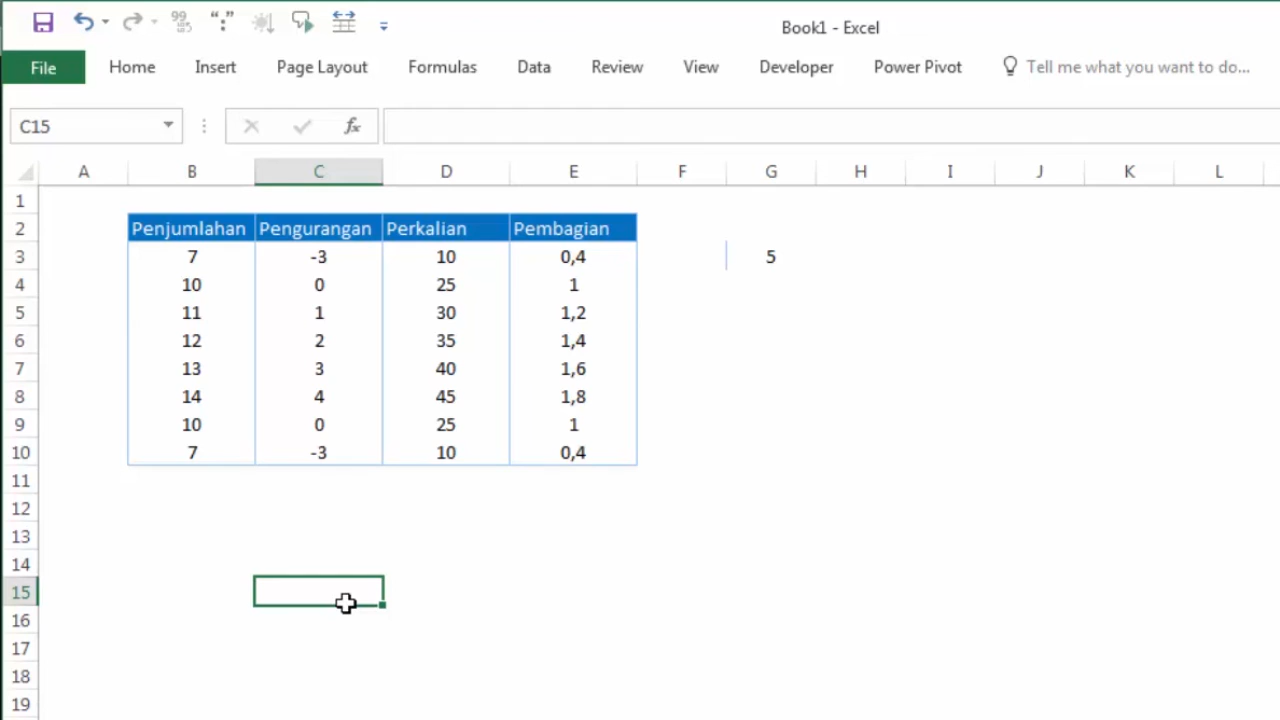 Book1 - Excel
File Home Insert Page Layout Formulas Data Review View Developer Power Pivot Tell me what you want to do...
C15 fx
A B C D E F G H I J K L
1
2 Penjumlahan Pengurangan Perkalian Pembagian
3 7 -3 10 0,4 5
4 10 0 25 1
5 11 1 30 1,2
6 12 2 35 1,4
7 13 3 40 1,6
8 14 4 45 1,8
9 10 0 25 1
10 7 -3 10 0,4
11
12
13
14
15
16
17
18
19